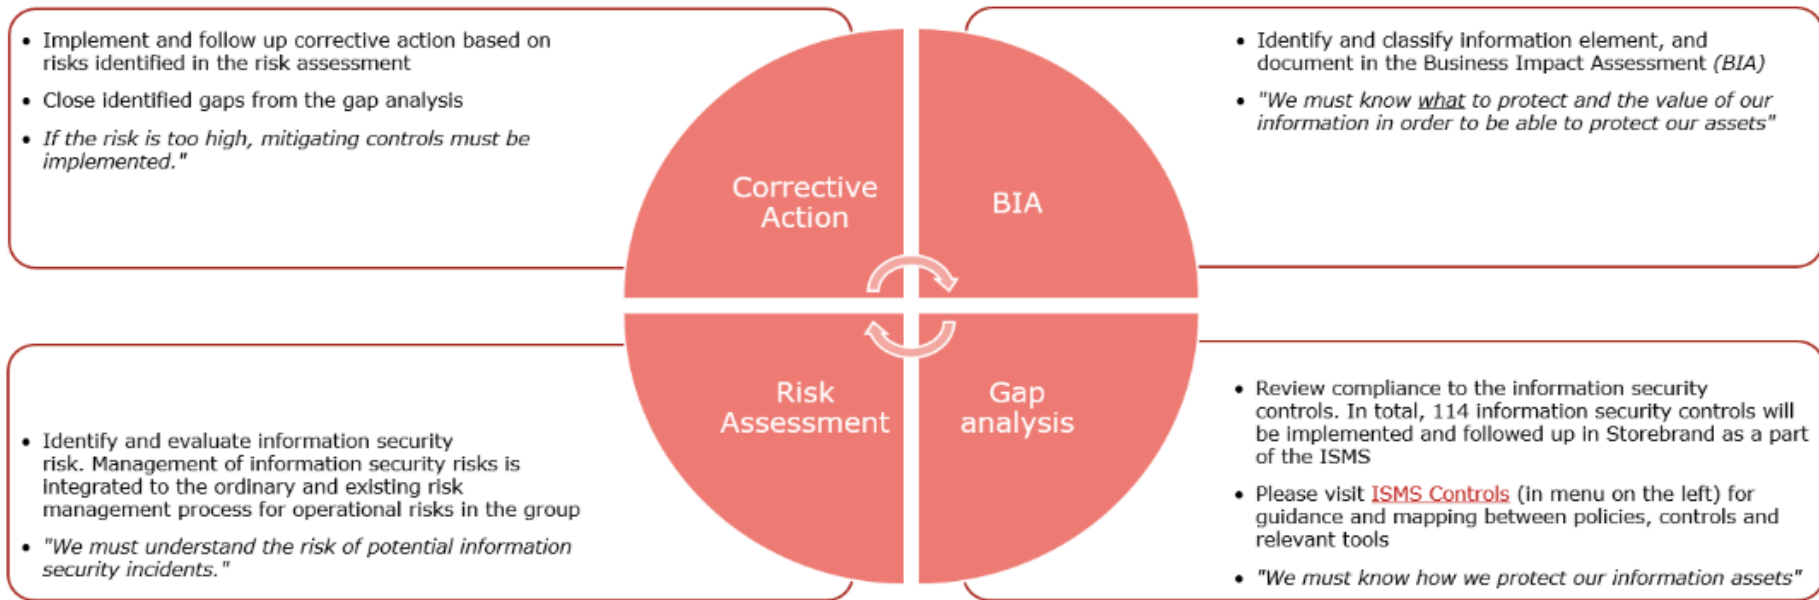 • Implement and follow up corrective action based on
risks identified in the risk assessment
• Close identified gaps from the gap analysis
• If the risk is too high, mitigating controls must be
implemented."
• Identify and classify information element, and
document in the Business Impact Assessment (BIA)
• "We must know what to protect and the value of our
information in order to be able to protect our assets"
Corrective
Action
BIA
Risk
Assessment
Gap
analysis
• Identify and evaluate information security
risk. Management of information security risks is
integrated to the ordinary and existing risk
management process for operational risks in the group
• "We must understand the risk of potential information
security incidents."
• Review compliance to the information security
controls. In total, 114 information security controls will
be implemented and followed up in Storebrand as a part
of the ISMS
• Please visit ISMS Controls (in menu on the left) for
guidance and mapping between policies, controls and
relevant tools
• "We must know how we protect our information assets"